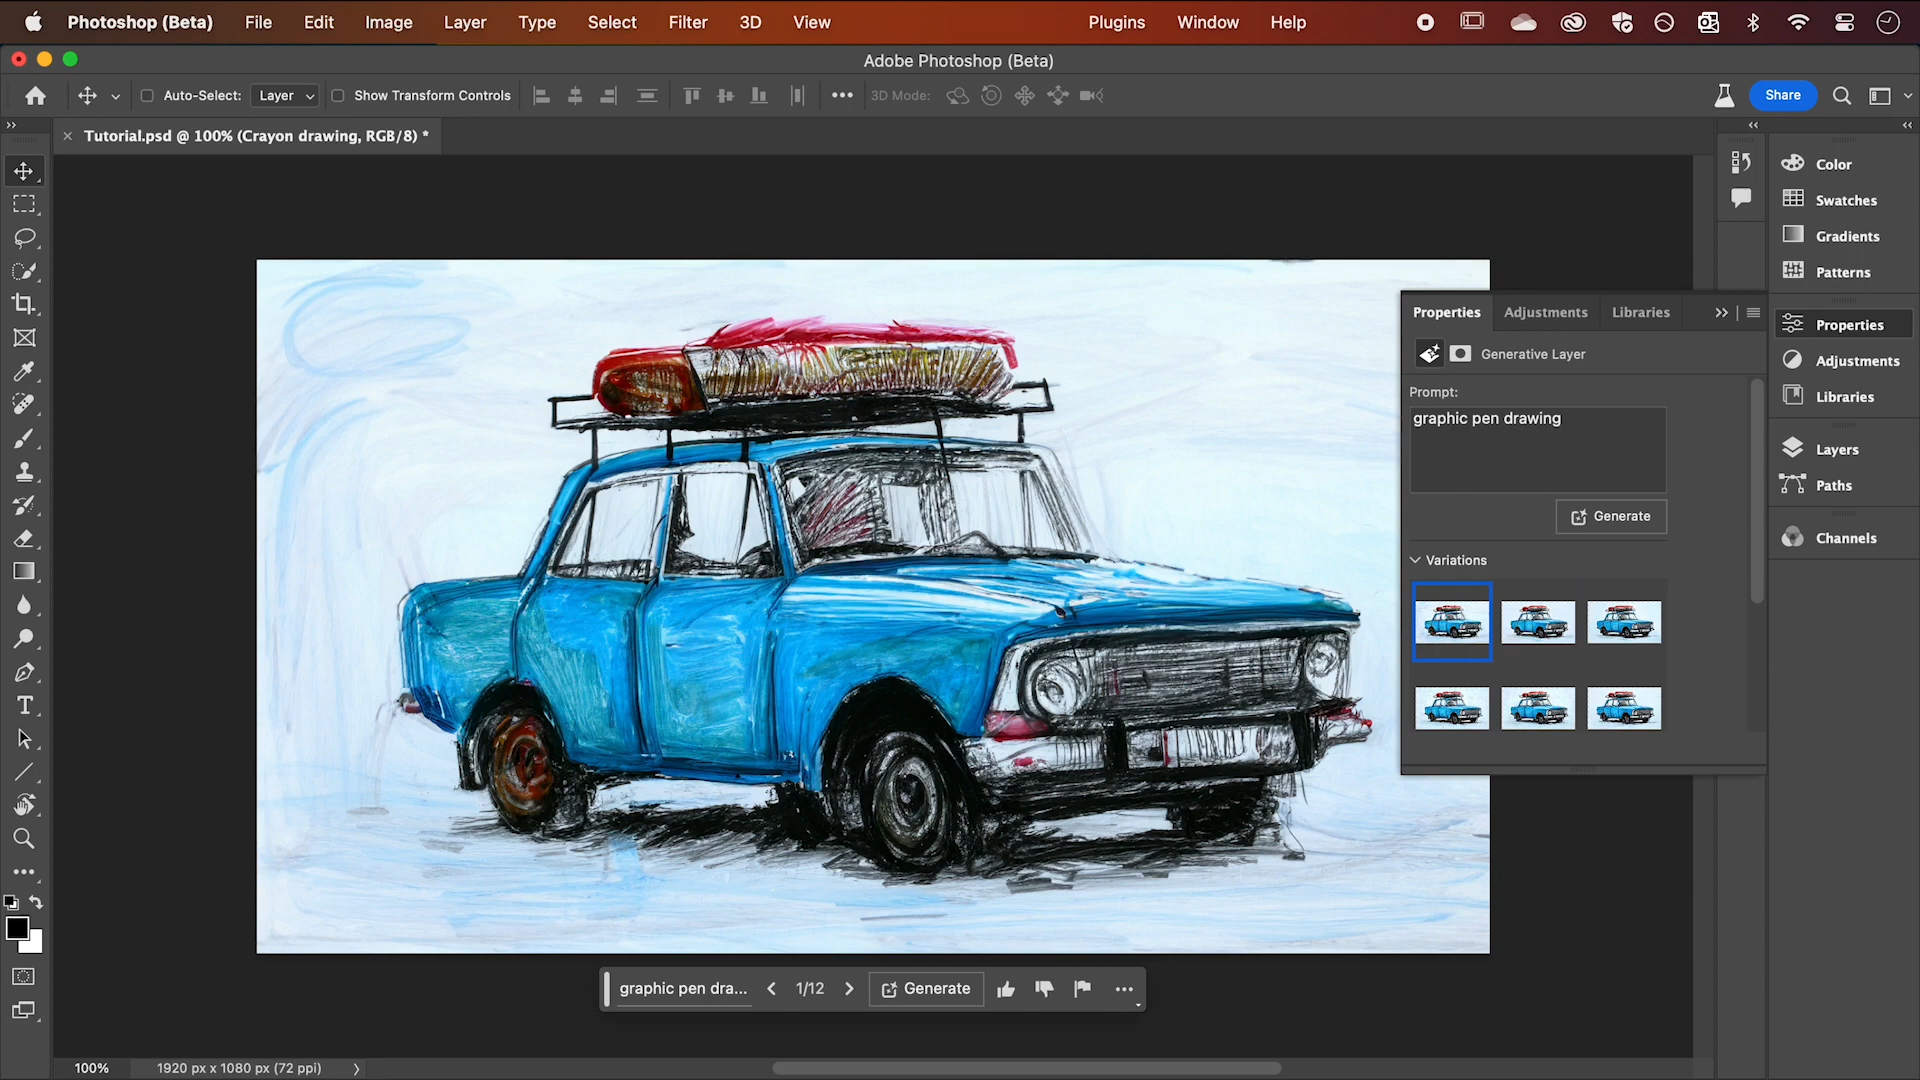 Photoshop (Beta) File Edit Image Layer Type Select Filter 3D View Plugins Window Help
Adobe Photoshop (Beta)
Auto-Select: Layer Show Transform Controls 3D Mode: Share
Tutorial.psd @ 100% (Crayon drawing, RGB/8) *
Color
Swatches
Gradients
Patterns
Properties
Adjustments
Libraries
Layers
Paths
Channels
Properties Adjustments Libraries
Generative Layer
Prompt:
graphic pen drawing
Generate
Variations
graphic pen dra... 1/12 Generate
100% 1920 px x 1080 px (72 ppi)